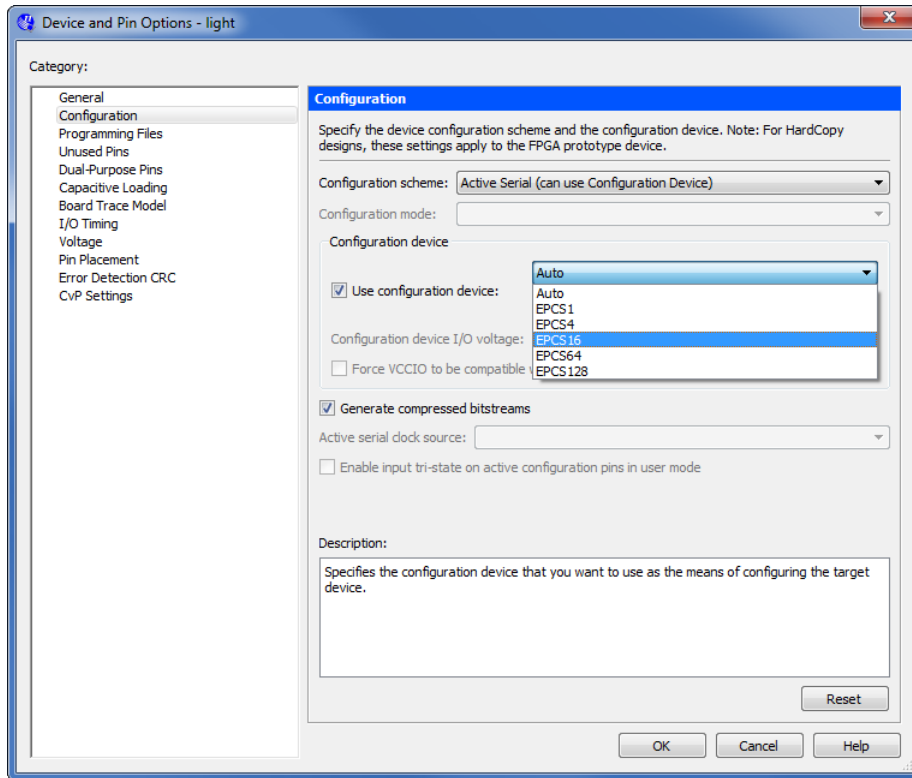 Device and Pin Options - light
Category:
General
Configuration
Programming Files
Unused Pins
Dual-Purpose Pins
Capacitive Loading
Board Trace Model
I/O Timing
Voltage
Pin Placement
Error Detection CRC
CvP Settings
Configuration
Specify the device configuration scheme and the configuration device. Note: For HardCopy
designs, these settings apply to the FPGA prototype device.
Configuration scheme: Active Serial (can use Configuration Device)
Configuration mode:
Configuration device
Auto
Use configuration device:
Auto
EPCS1
EPCS4
Configuration device I/O voltage: EPCS16
EPCS64
Force VCCIO to be compatible EPCS128
Generate compressed bitstreams
Active serial clock source:
Enable input tri-state on active configuration pins in user mode
Description:
Specifies the configuration device that you want to use as the means of configuring the target
device.
Reset
OK Cancel Help